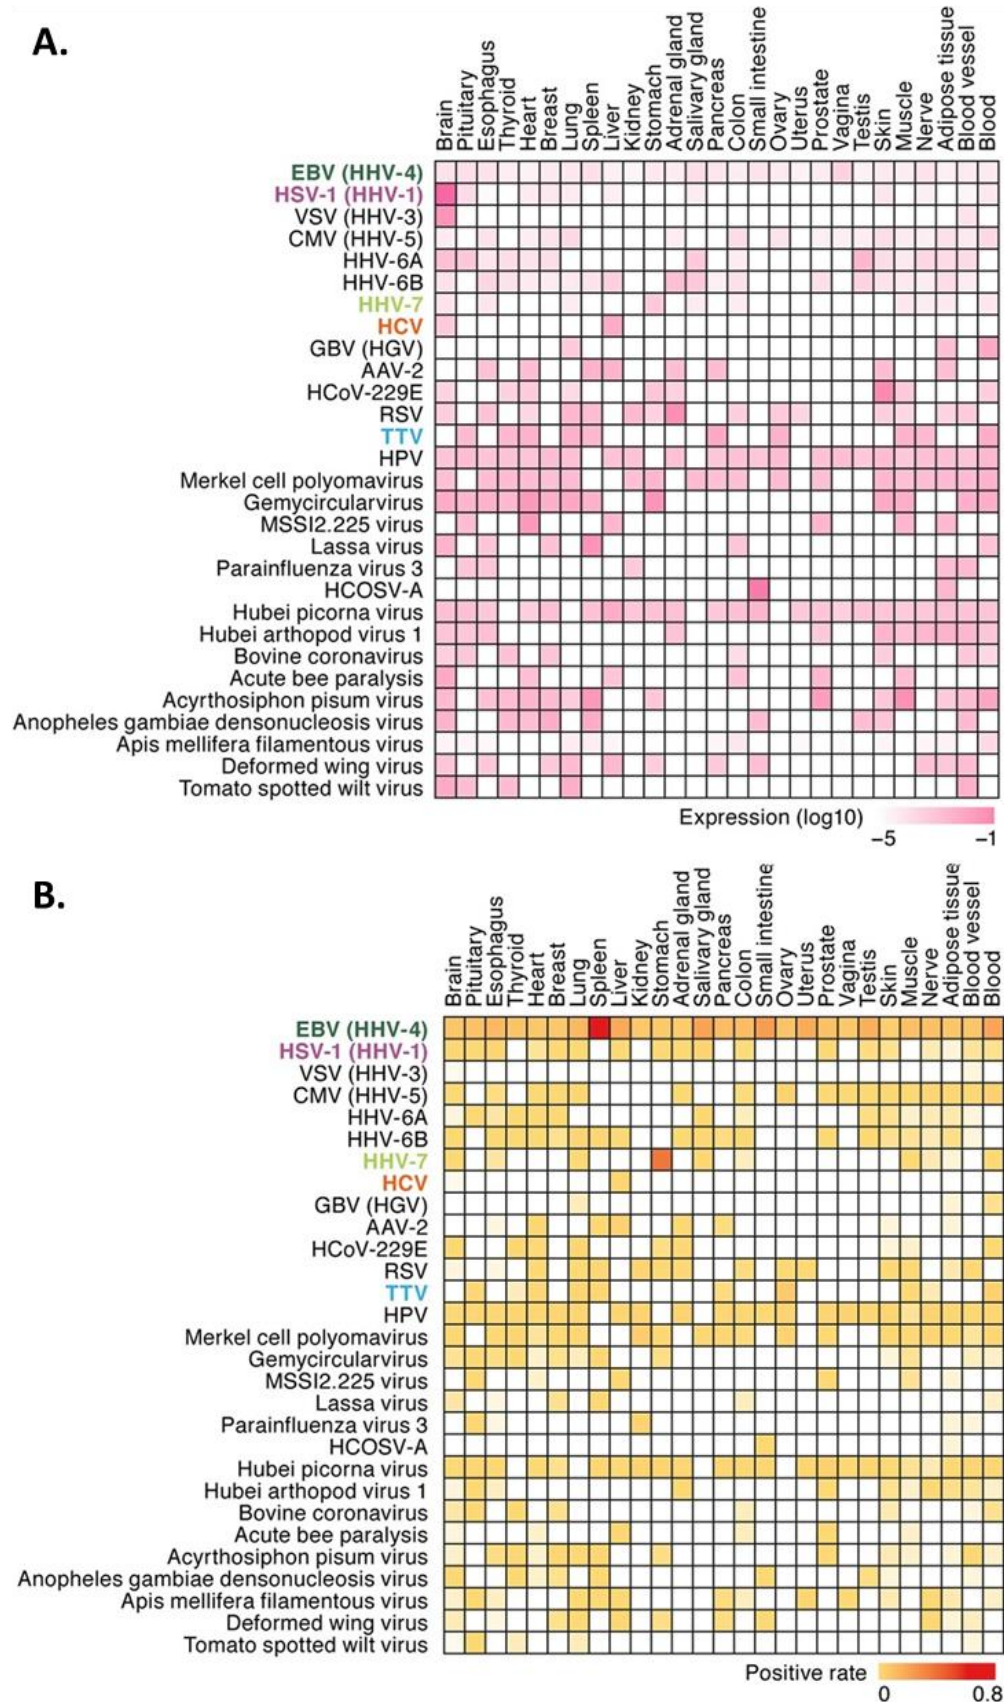 A.
Brain
Pituitary
Esophagus
Thyroid
Heart
Breast
Lung
Spleen
Liver
Kidney
Stomach
Adrenal gland
Salivary gland
Pancreas
Colon
Small intestine
Ovary
Uterus
Prostate
Vagina
Testis
Skin
Muscle
Nerve
Adipose tissue
Blood vessel
Blood
EBV (HHV-4)
HSV-1 (HHV-1)
VSV (HHV-3)
CMV (HHV-5)
HHV-6A
HHV-6B
HHV-7
HCV
GBV (HGV)
AAV-2
HCoV-229E
RSV
TTV
HPV
Merkel cell polyomavirus
Gemycircularvirus
MSSI2.225 virus
Lassa virus
Parainfluenza virus 3
HCOSV-A
Hubei picorna virus
Hubei arthopod virus 1
Bovine coronavirus
Acute bee paralysis
Acyrthosiphon pisum virus
Anopheles gambiae densonucleosis virus
Apis mellifera filamentous virus
Deformed wing virus
Tomato spotted wilt virus
Expression (log10)
−5 −1
B.
Brain
Pituitary
Esophagus
Thyroid
Heart
Breast
Lung
Spleen
Liver
Kidney
Stomach
Adrenal gland
Salivary gland
Pancreas
Colon
Small intestine
Ovary
Uterus
Prostate
Vagina
Testis
Skin
Muscle
Nerve
Adipose tissue
Blood vessel
Blood
EBV (HHV-4)
HSV-1 (HHV-1)
VSV (HHV-3)
CMV (HHV-5)
HHV-6A
HHV-6B
HHV-7
HCV
GBV (HGV)
AAV-2
HCoV-229E
RSV
TTV
HPV
Merkel cell polyomavirus
Gemycircularvirus
MSSI2.225 virus
Lassa virus
Parainfluenza virus 3
HCOSV-A
Hubei picorna virus
Hubei arthopod virus 1
Bovine coronavirus
Acute bee paralysis
Acyrthosiphon pisum virus
Anopheles gambiae densonucleosis virus
Apis mellifera filamentous virus
Deformed wing virus
Tomato spotted wilt virus
Positive rate
0 0.8